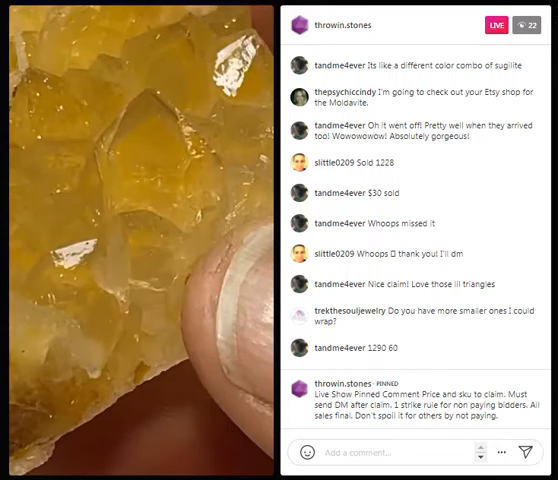 throwin.stones
LIVE
22
tandme4ever Its like a different color combo of sugilite
thepsychiccindy I'm going to check out your Etsy shop for
the Moldavite.
tandme4ever Oh it went off! Pretty well when they arrived
too! Wowowowow! Absolutely gorgeous!
slittle0209 Sold 1228
tandme4ever $30 sold
tandme4ever Whoops missed it
slittle0209 Whoops ▯ thank you! I'll dm
tandme4ever Nice claim! Love those lil triangles
trekthesouljewelry Do you have more smaller ones I could
wrap?
tandme4ever 1290 60
throwin.stones · PINNED
Live Show Pinned Comment Price and sku to claim. Must
send DM after claim. 1 strike rule for non paying bidders. All
sales final. Don't spoil it for others by not paying.
Add a comment...